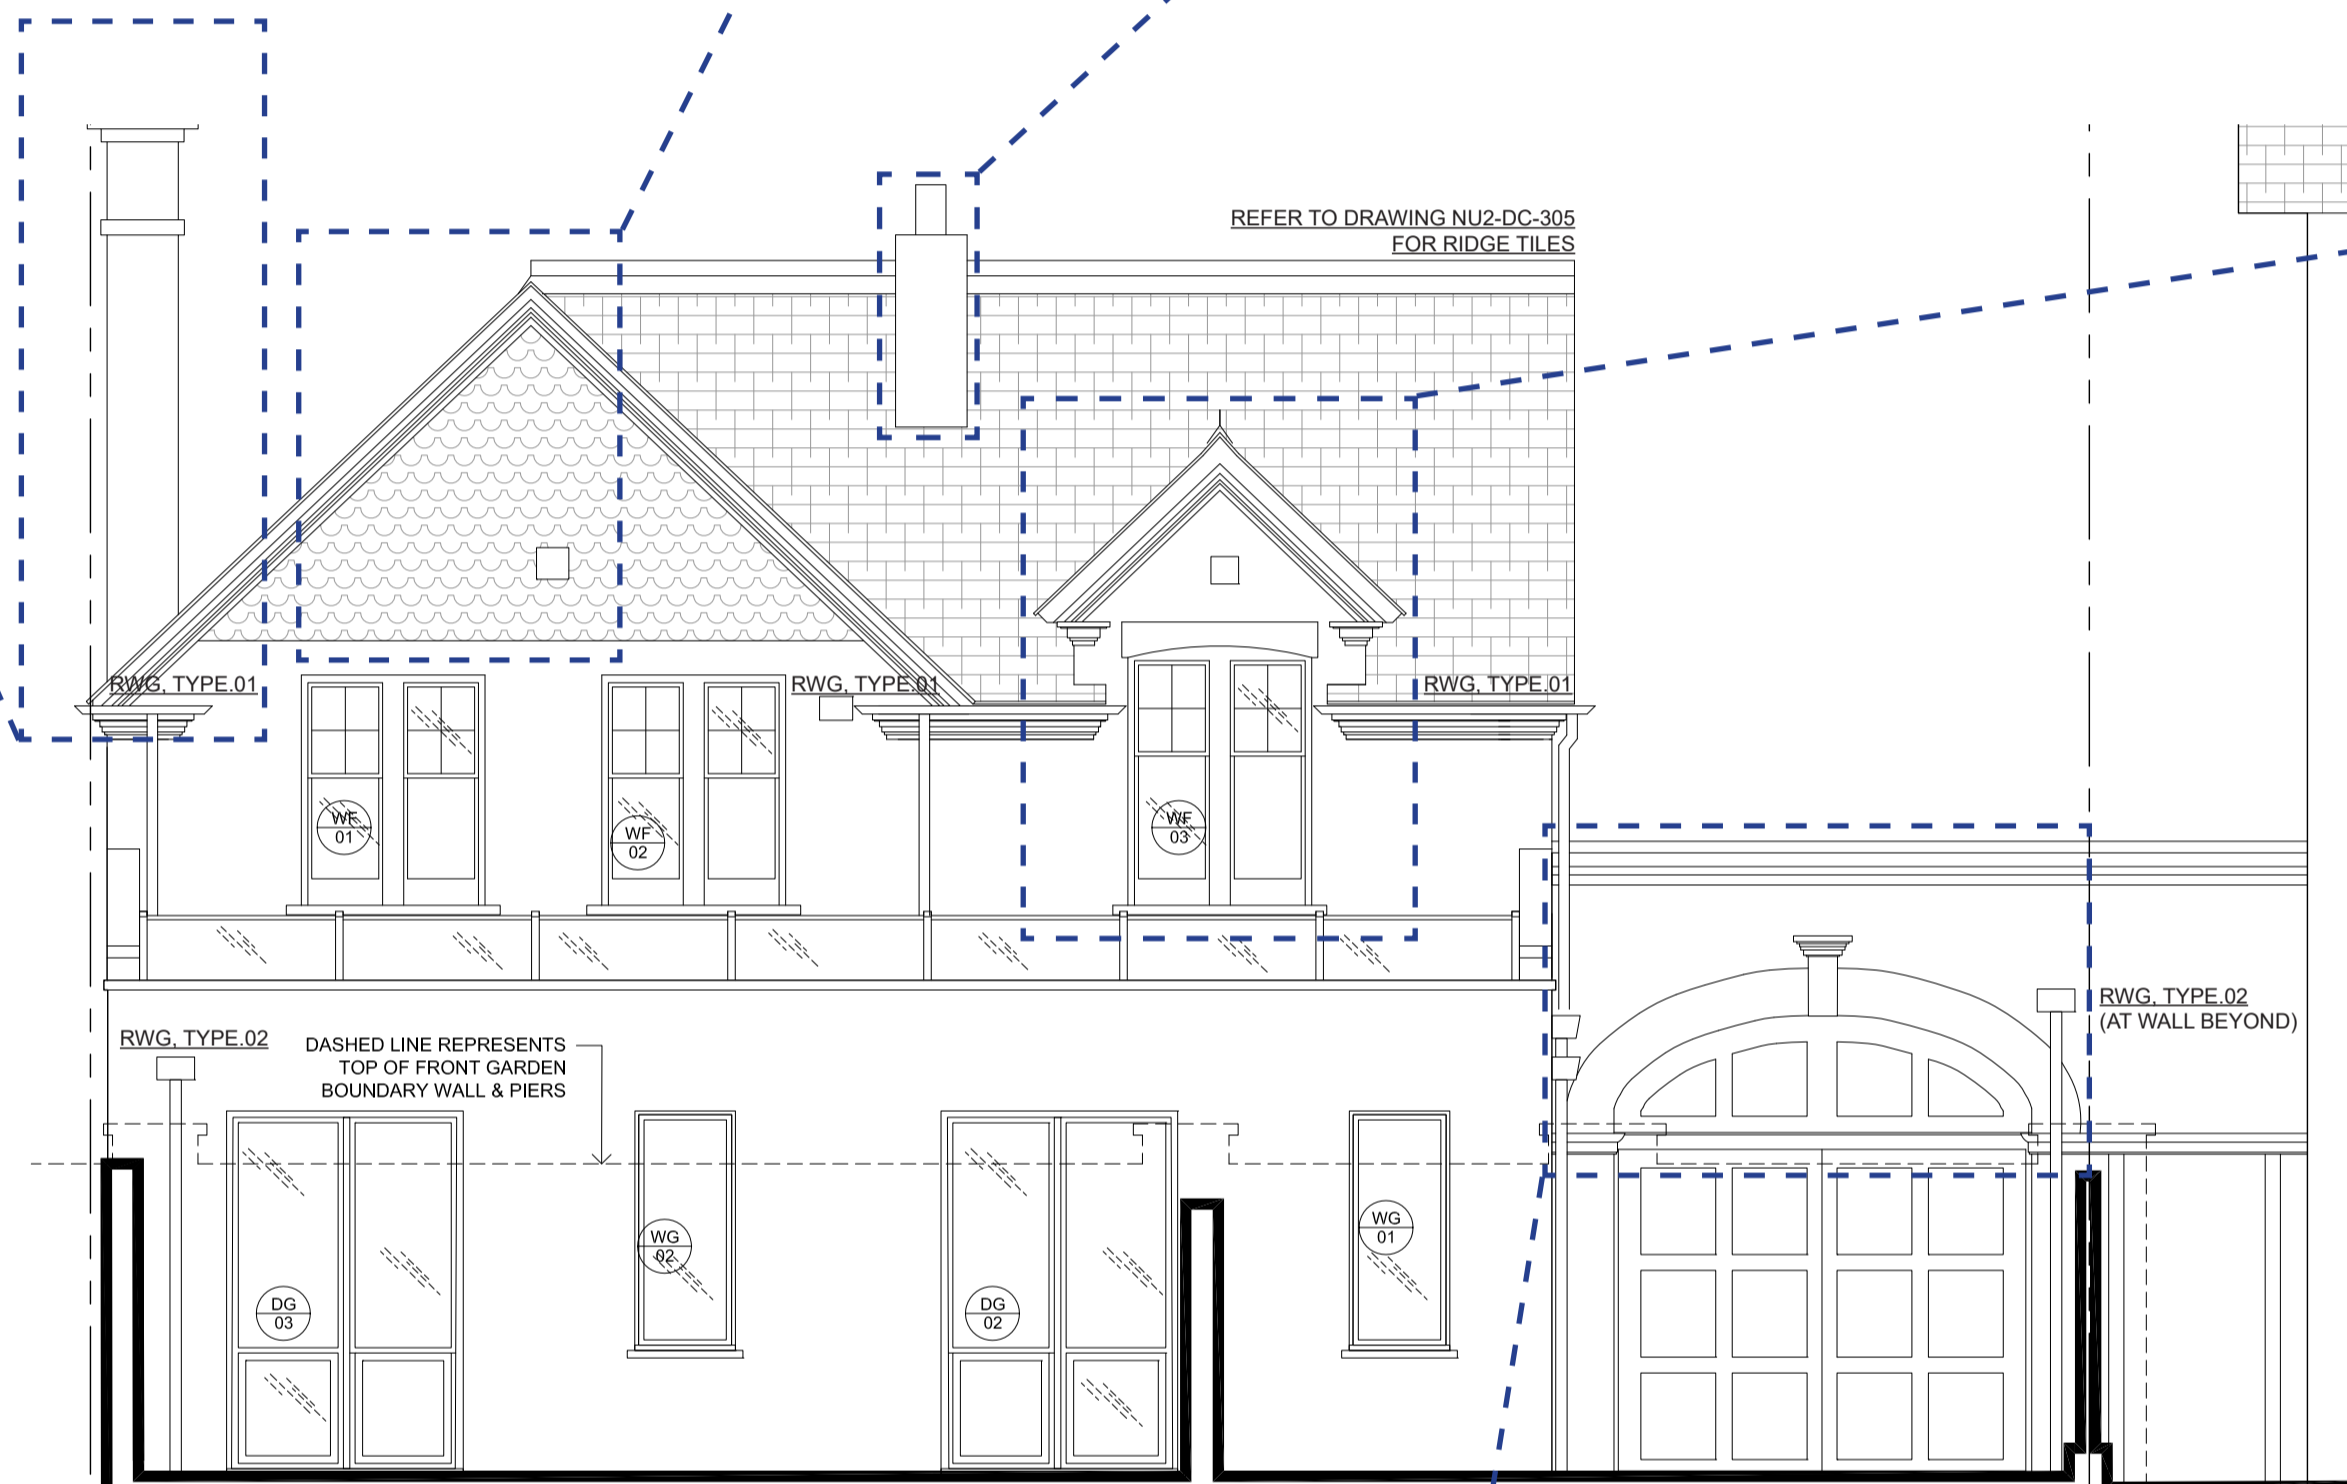 REFER TO DRAWING NU2-DC-305
FOR RIDGE TILES
RWG, TYPE.01
RWG, TYPE.01
RWG, TYPE.01
WF
01
WF
02
WF
03
RWG, TYPE.02
(AT WALL BEYOND)
RWG, TYPE.02
DASHED LINE REPRESENTS
TOP OF FRONT GARDEN
BOUNDARY WALL & PIERS
WG
02
WG
01
DG
03
DG
02